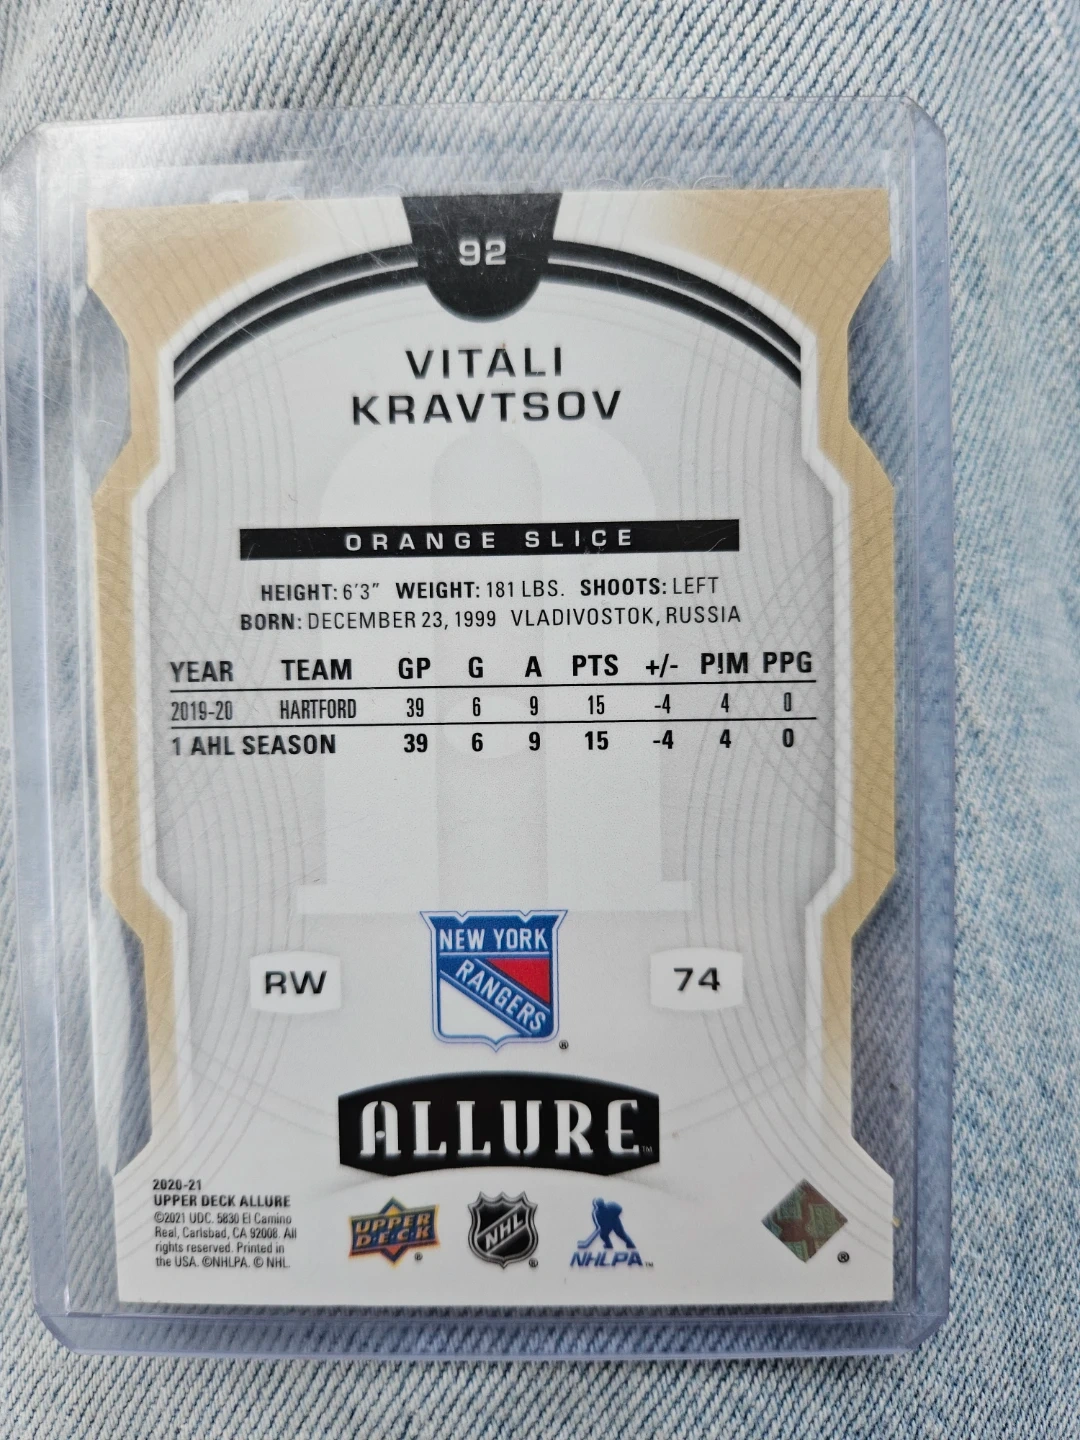 92
VITALI
KRAVTSOV
ORANGE SLICE
HEIGHT: 6'3" WEIGHT: 181 LBS. SHOOTS: LEFT
BORN: DECEMBER 23, 1999 VLADIVOSTOK, RUSSIA
YEAR TEAM GP G A PTS +/- PIM PPG
2019-20 HARTFORD 39 6 9 15 -4 4 0
1 AHL SEASON 39 6 9 15 -4 4 0
NEW YORK
RANGERS
®
RW
74
ALLURE™
2020-21
UPPER DECK ALLURE
©2021 UDC. 5830 El Camino
Real, Carlsbad, CA 92008. All
rights reserved. Printed in
the USA. ©NHLPA. © NHL.
UPPER
DECK
®
NHL
®
NHLPA™
®